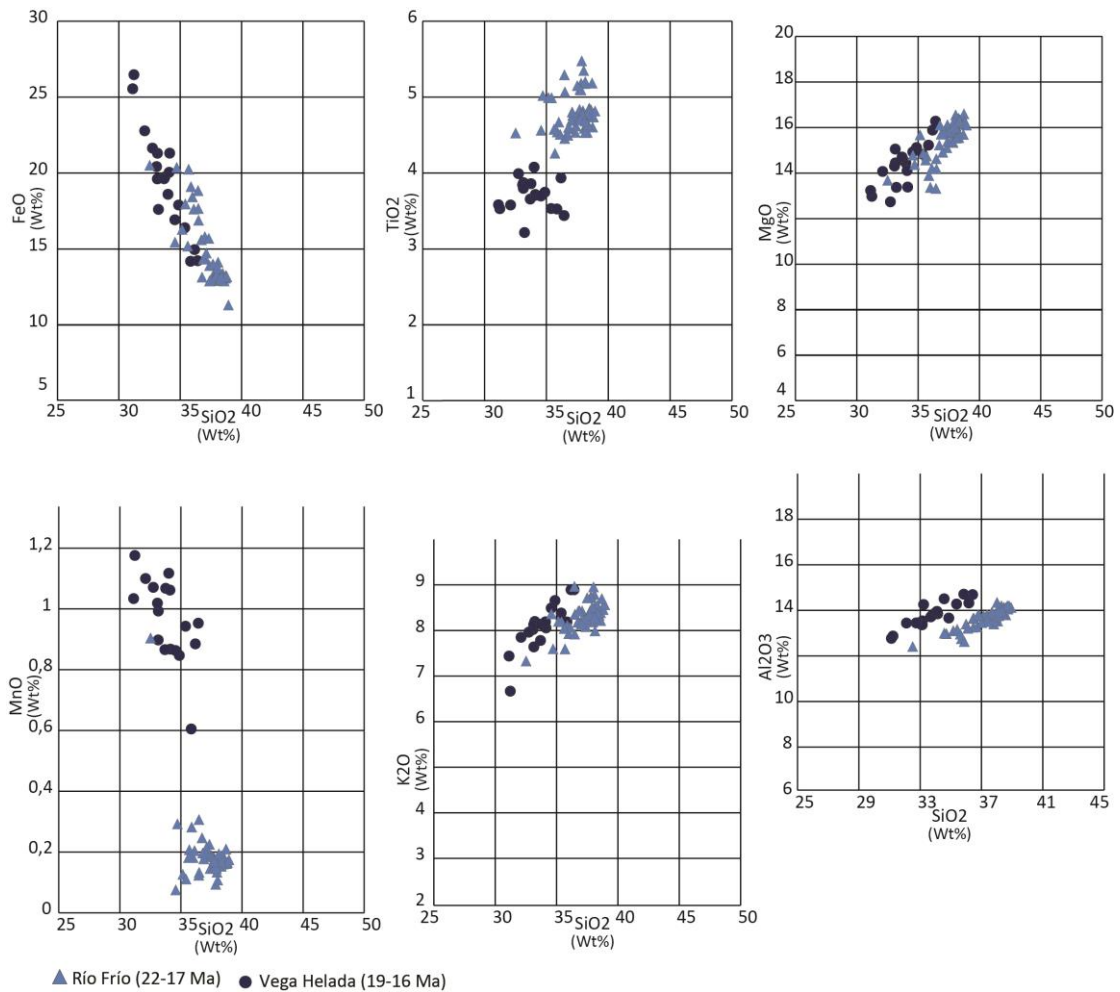 30
25
20
15
10
5
FeO
(Wt%)
25 30 35 40 45 50
SiO2
(Wt%)
6
5
4
3
2
1
TiO2
(Wt%)
25 30 35 40 45 50
SiO2
(Wt%)
20
18
16
14
12
10
8
6
4
MgO
(Wt%)
25 30 35 40 45 50
SiO2
(Wt%)
1,2
1
0,8
0,6
0,4
0,2
0
MnO
(Wt%)
25 30 35 40 45 50
SiO2
(Wt%)
9
8
7
6
5
4
3
2
K2O
(Wt%)
25 30 35 40 45 50
SiO2
(Wt%)
18
16
14
12
10
8
6
Al2O3
(Wt%)
25 29 33 37 41 45
SiO2
(Wt%)
Río Frío (22-17 Ma) Vega Helada (19-16 Ma)